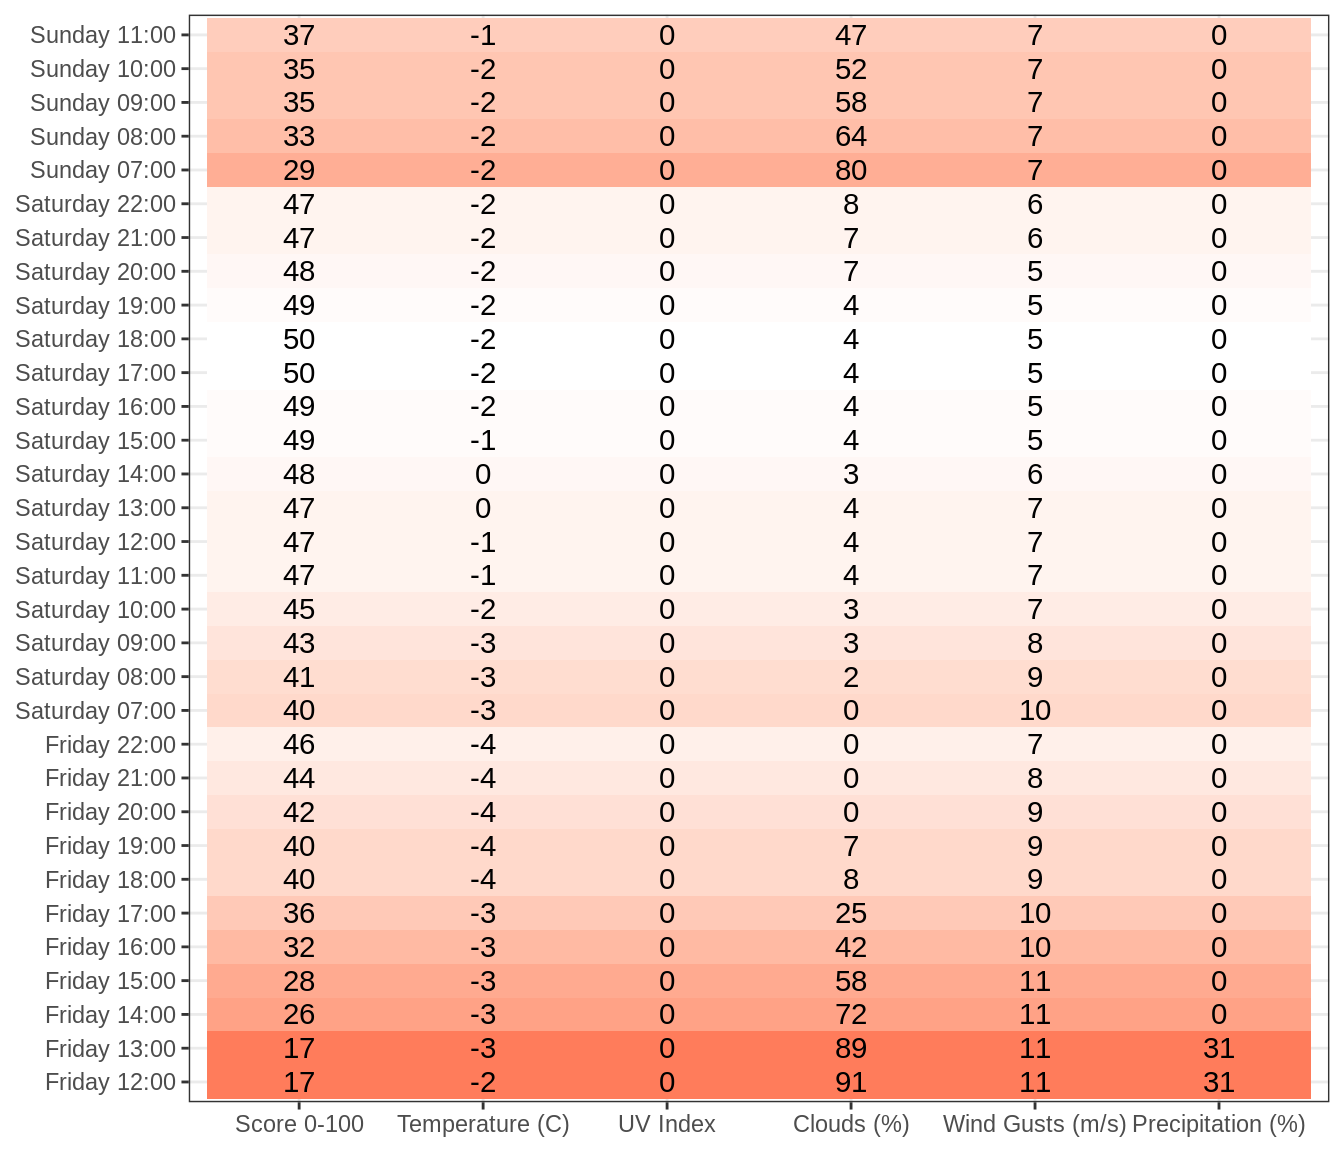 Sunday 11:00 37 -1 0 47 7 0
Sunday 10:00 35 -2 0 52 7 0
Sunday 09:00 35 -2 0 58 7 0
Sunday 08:00 33 -2 0 64 7 0
Sunday 07:00 29 -2 0 80 7 0
Saturday 22:00 47 -2 0 8 6 0
Saturday 21:00 47 -2 0 7 6 0
Saturday 20:00 48 -2 0 7 5 0
Saturday 19:00 49 -2 0 4 5 0
Saturday 18:00 50 -2 0 4 5 0
Saturday 17:00 50 -2 0 4 5 0
Saturday 16:00 49 -2 0 4 5 0
Saturday 15:00 49 -1 0 4 5 0
Saturday 14:00 48 0 0 3 6 0
Saturday 13:00 47 0 0 4 7 0
Saturday 12:00 47 -1 0 4 7 0
Saturday 11:00 47 -1 0 4 7 0
Saturday 10:00 45 -2 0 3 7 0
Saturday 09:00 43 -3 0 3 8 0
Saturday 08:00 41 -3 0 2 9 0
Saturday 07:00 40 -3 0 0 10 0
Friday 22:00 46 -4 0 0 7 0
Friday 21:00 44 -4 0 0 8 0
Friday 20:00 42 -4 0 0 9 0
Friday 19:00 40 -4 0 7 9 0
Friday 18:00 40 -4 0 8 9 0
Friday 17:00 36 -3 0 25 10 0
Friday 16:00 32 -3 0 42 10 0
Friday 15:00 28 -3 0 58 11 0
Friday 14:00 26 -3 0 72 11 0
Friday 13:00 17 -3 0 89 11 31
Friday 12:00 17 -2 0 91 11 31
Score 0-100 Temperature (C) UV Index Clouds (%) Wind Gusts (m/s) Precipitation (%)